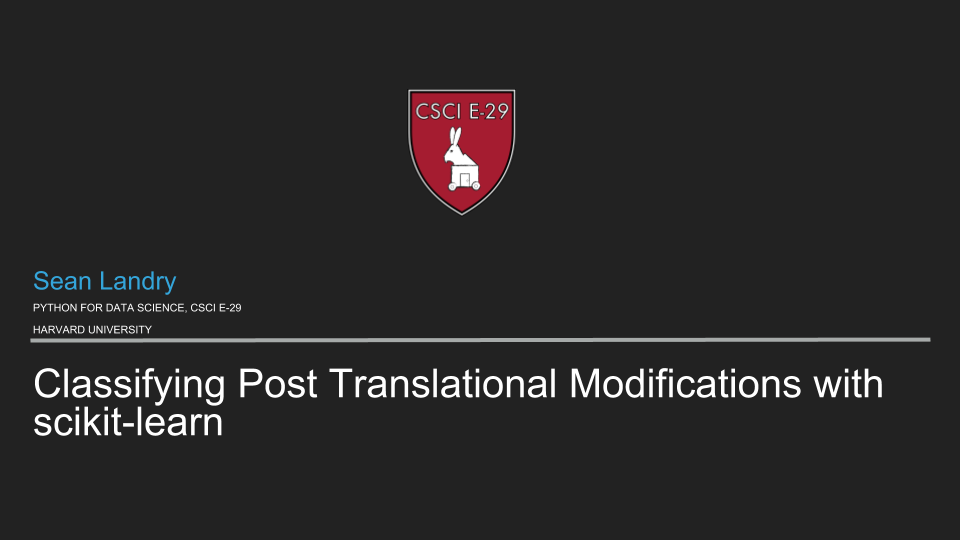 CSCI E-29
Sean Landry
PYTHON FOR DATA SCIENCE, CSCI E-29
HARVARD UNIVERSITY
Classifying Post Translational Modifications with
scikit-learn